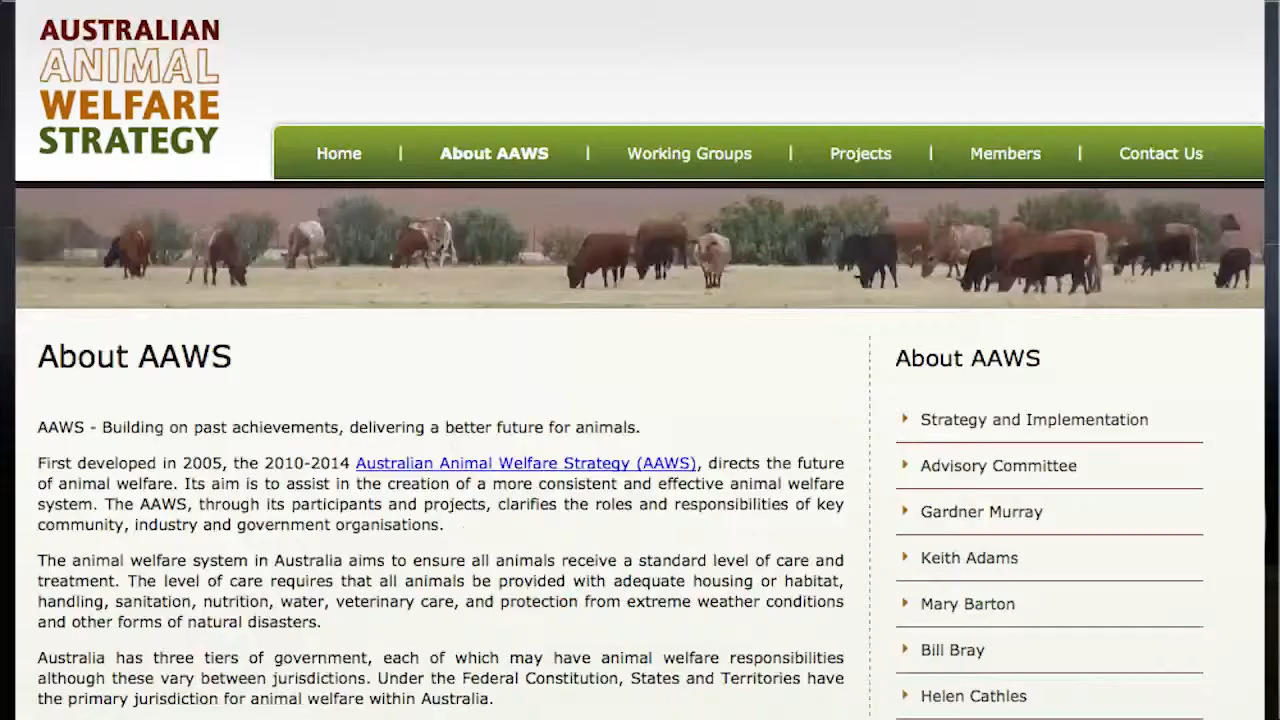 AUSTRALIAN
ANIMAL
WELFARE
STRATEGY
Home | About AAWS | Working Groups | Projects | Members | Contact Us
About AAWS
AAWS - Building on past achievements, delivering a better future for animals.
First developed in 2005, the 2010-2014 Australian Animal Welfare Strategy (AAWS), directs the future
of animal welfare. Its aim is to assist in the creation of a more consistent and effective animal welfare
system. The AAWS, through its participants and projects, clarifies the roles and responsibilities of key
community, industry and government organisations.
The animal welfare system in Australia aims to ensure all animals receive a standard level of care and
treatment. The level of care requires that all animals be provided with adequate housing or habitat,
handling, sanitation, nutrition, water, veterinary care, and protection from extreme weather conditions
and other forms of natural disasters.
Australia has three tiers of government, each of which may have animal welfare responsibilities
although these vary between jurisdictions. Under the Federal Constitution, States and Territories have
the primary jurisdiction for animal welfare within Australia.
About AAWS
Strategy and Implementation
Advisory Committee
Gardner Murray
Keith Adams
Mary Barton
Bill Bray
Helen Cathles